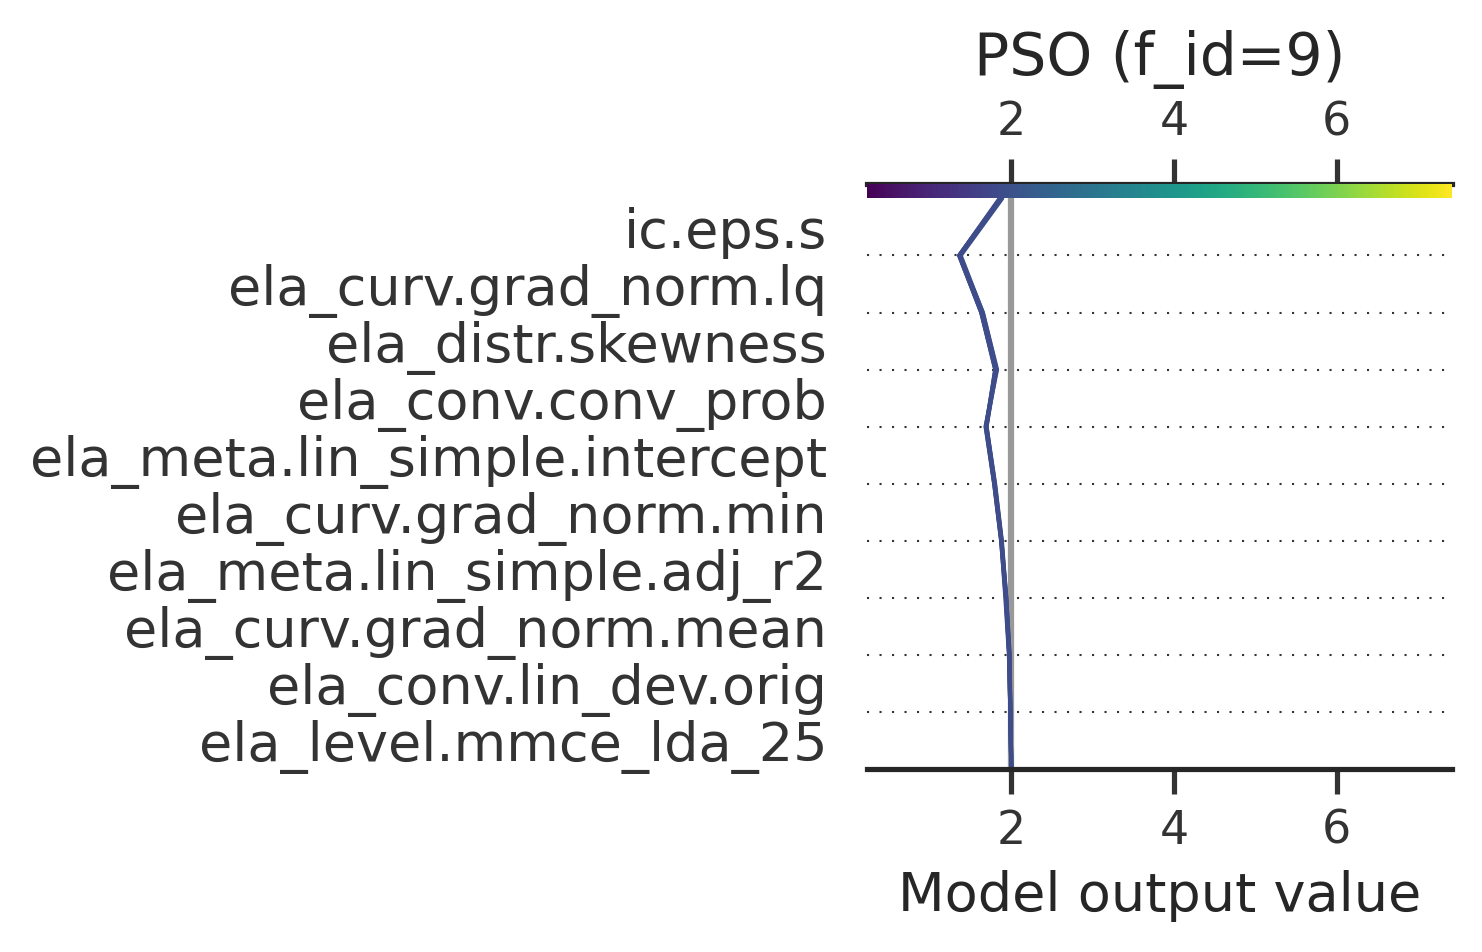 PSO (f_id=9)
2 4 6
ic.eps.s
ela_curv.grad_norm.lq
ela_distr.skewness
ela_conv.conv_prob
ela_meta.lin_simple.intercept
ela_curv.grad_norm.min
ela_meta.lin_simple.adj_r2
ela_curv.grad_norm.mean
ela_conv.lin_dev.orig
ela_level.mmce_lda_25
2 4 6
Model output value